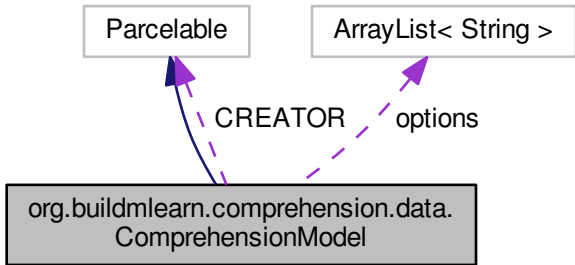 Parcelable
ArrayList< String >
CREATOR
options
org.buildmlearn.comprehension.data.
ComprehensionModel